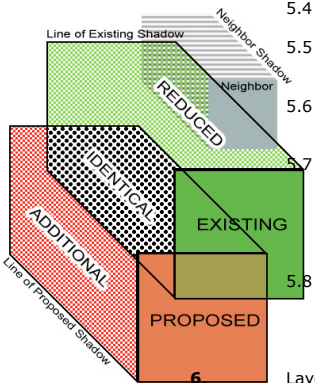 5.4
Neighbor Shadow
Line of Existing Shadow
5.5
Neighbor
REDUCED
5.6
5.7
IDENTICAL
EXISTING
ADDITIONAL
5.8
Line of Proposed Shadow
PROPOSED
6.